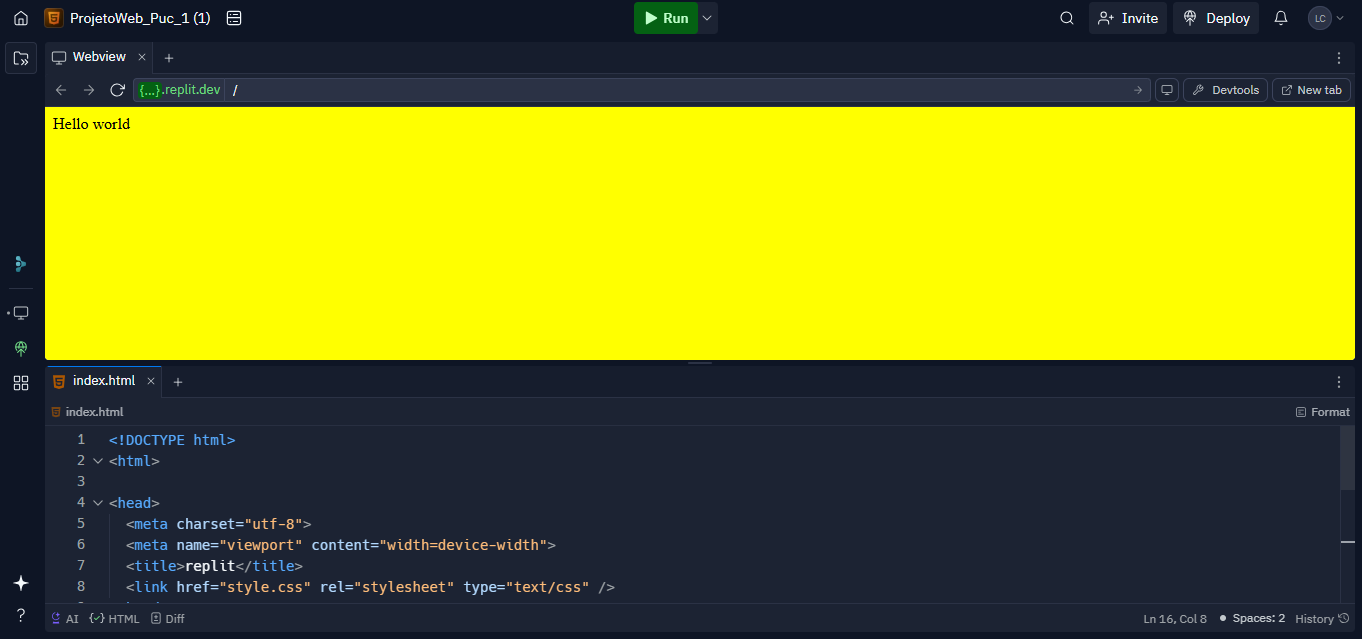 ProjetoWeb_Puc_1 (1) Run Invite Deploy LC
Webview
{...}.replit.dev / Devtools New tab
Hello world
index.html
index.html Format
1 <!DOCTYPE html>
2 <html>
3
4 <head>
5 <meta charset="utf-8">
6 <meta name="viewport" content="width=device-width">
7 <title>replit</title>
8 <link href="style.css" rel="stylesheet" type="text/css" />
AI HTML Diff Ln 16, Col 8 Spaces: 2 History